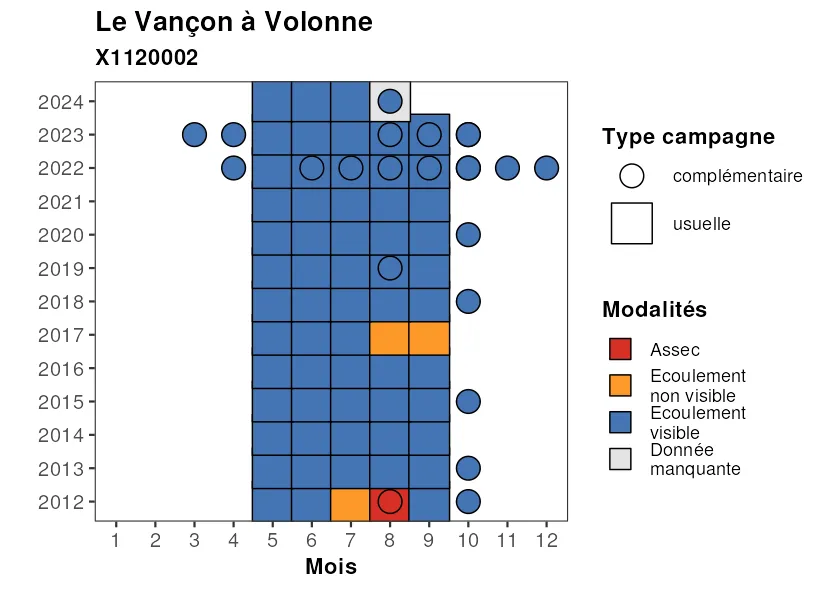 Le Vançon à Volonne
X1120002
2024
2023
2022
2021
2020
2019
2018
2017
2016
2015
2014
2013
2012
1 2 3 4 5 6 7 8 9 10 11 12
Mois
Type campagne
complémentaire
usuelle
Modalités
Assec
Ecoulement
non visible
Ecoulement
visible
Donnée
manquante